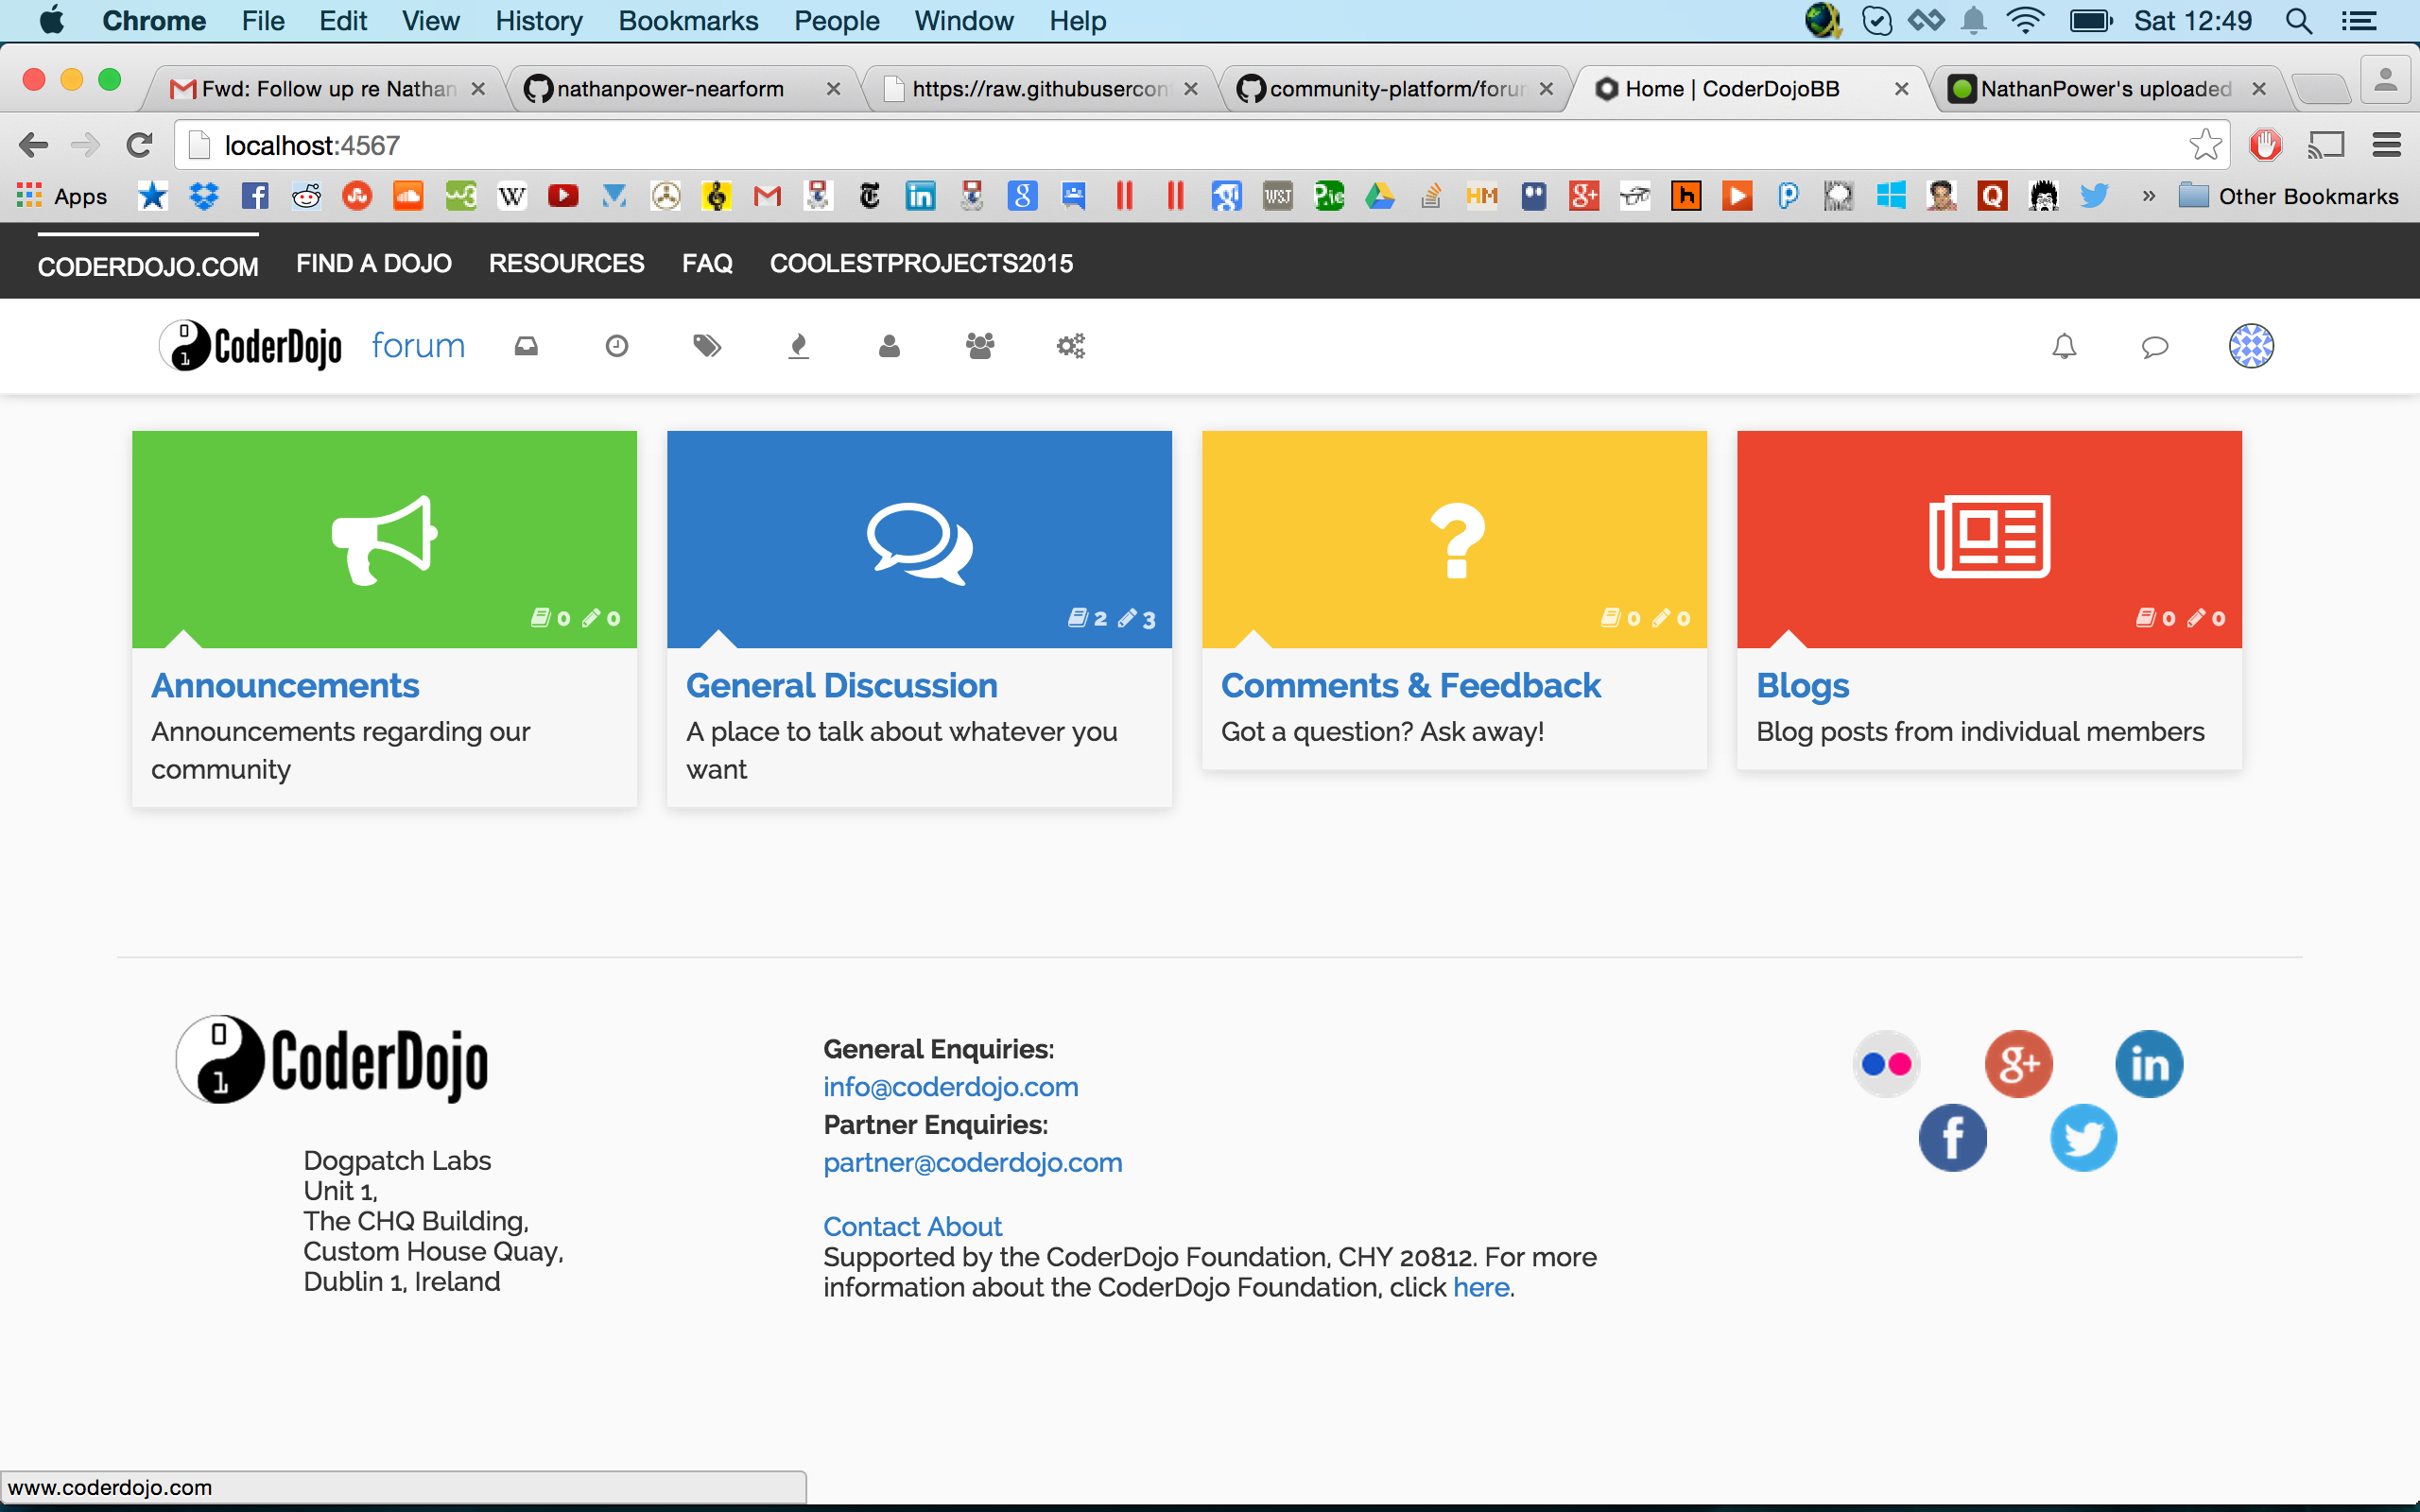 Chrome File Edit View History Bookmarks People Window Help Sat 12:49
Fwd: Follow up re Nathan nathanpower-nearform https://raw.githubusercon community-platform/forum Home | CoderDojoBB NathanPower's uploaded
localhost:4567
Apps Other Bookmarks
CODERDOJO.COM FIND A DOJO RESOURCES FAQ COOLESTPROJECTS2015
CoderDojo forum
0 0 2 3 0 0 0 0
Announcements
Announcements regarding our
community
General Discussion
A place to talk about whatever you
want
Comments & Feedback
Got a question? Ask away!
Blogs
Blog posts from individual members
CoderDojo
Dogpatch Labs
Unit 1,
The CHQ Building,
Custom House Quay,
Dublin 1, Ireland
General Enquiries:
info@coderdojo.com
Partner Enquiries:
partner@coderdojo.com
Contact About
Supported by the CoderDojo Foundation, CHY 20812. For more
information about the CoderDojo Foundation, click here.
www.coderdojo.com